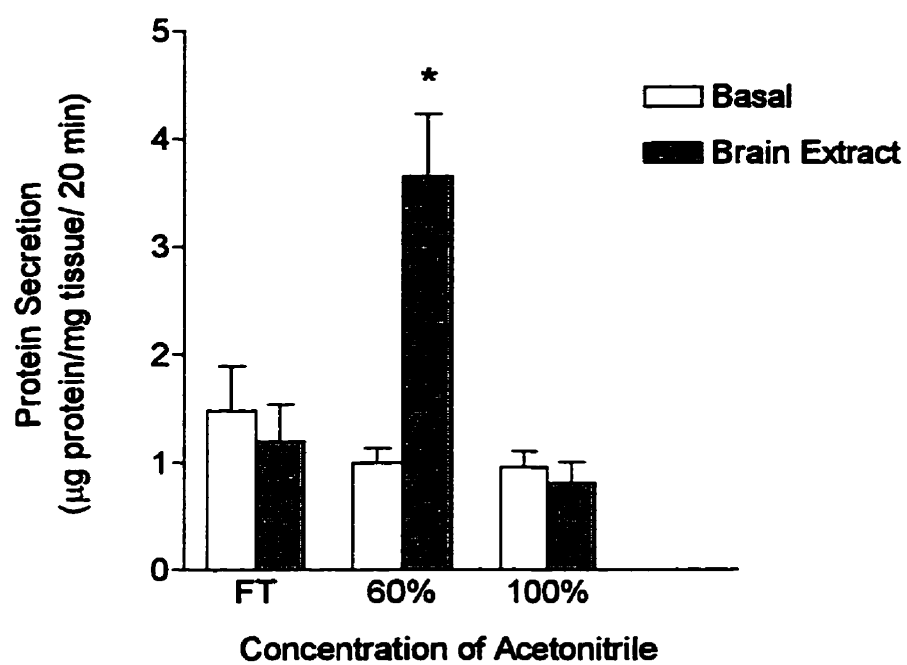 5
4
3
2
1
0
Protein Secretion
(µg protein/mg tissue/ 20 min)
*
Basal
Brain Extract
FT
60%
100%
Concentration of Acetonitrile